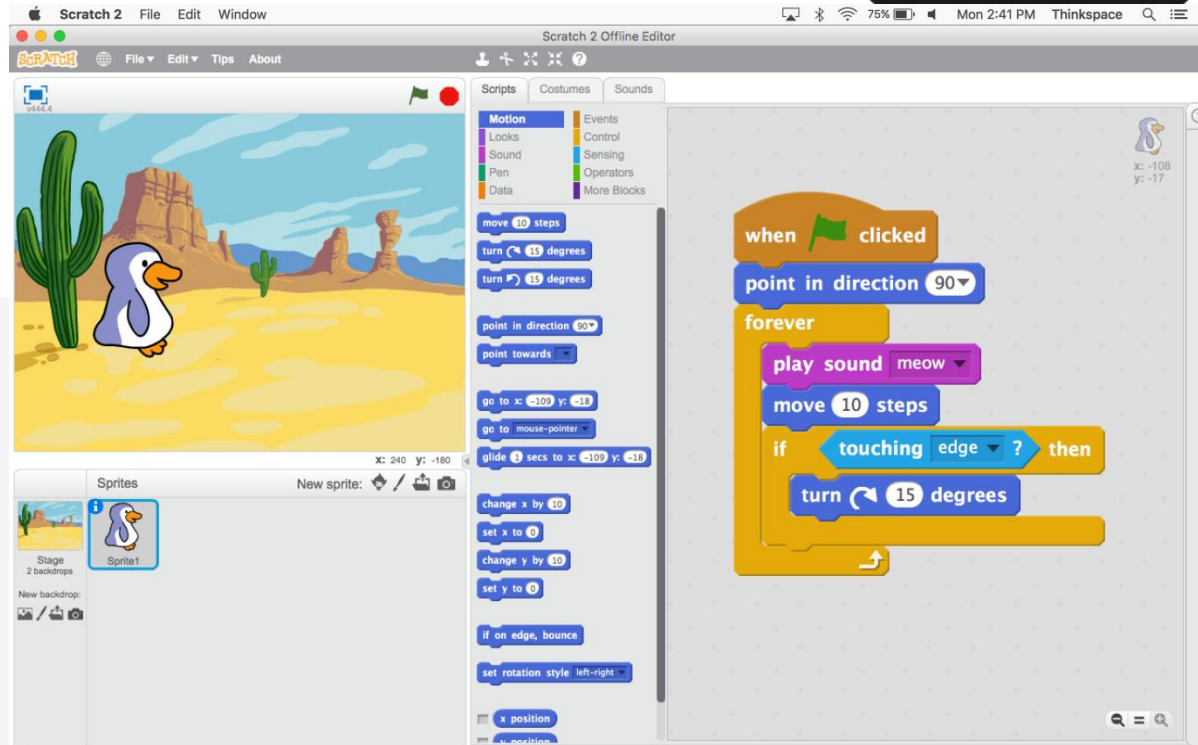 Scratch 2 File Edit Window 75% Mon 2:41 PM Thinkspace
Scratch 2 Offline Editor
SCRATCH File Edit Tips About
v444.4
Scripts Costumes Sounds
Motion Events
Looks Control
Sound Sensing
Pen Operators
Data More Blocks
move 10 steps
turn 15 degrees
turn 15 degrees
point in direction 90
point towards
go to x: -109 y: -18
go to mouse-pointer
glide 1 secs to x: -109 y: -18
change x by 10
set x to 0
change y by 10
set y to 0
if on edge, bounce
set rotation style left-right
x position
y position
x: -108
y: -17
when clicked
point in direction 90
forever
play sound meow
move 10 steps
if touching edge ? then
turn 15 degrees
x: 240 y: -180
Sprites New sprite:
Stage
2 backdrops
New backdrop:
Sprite1